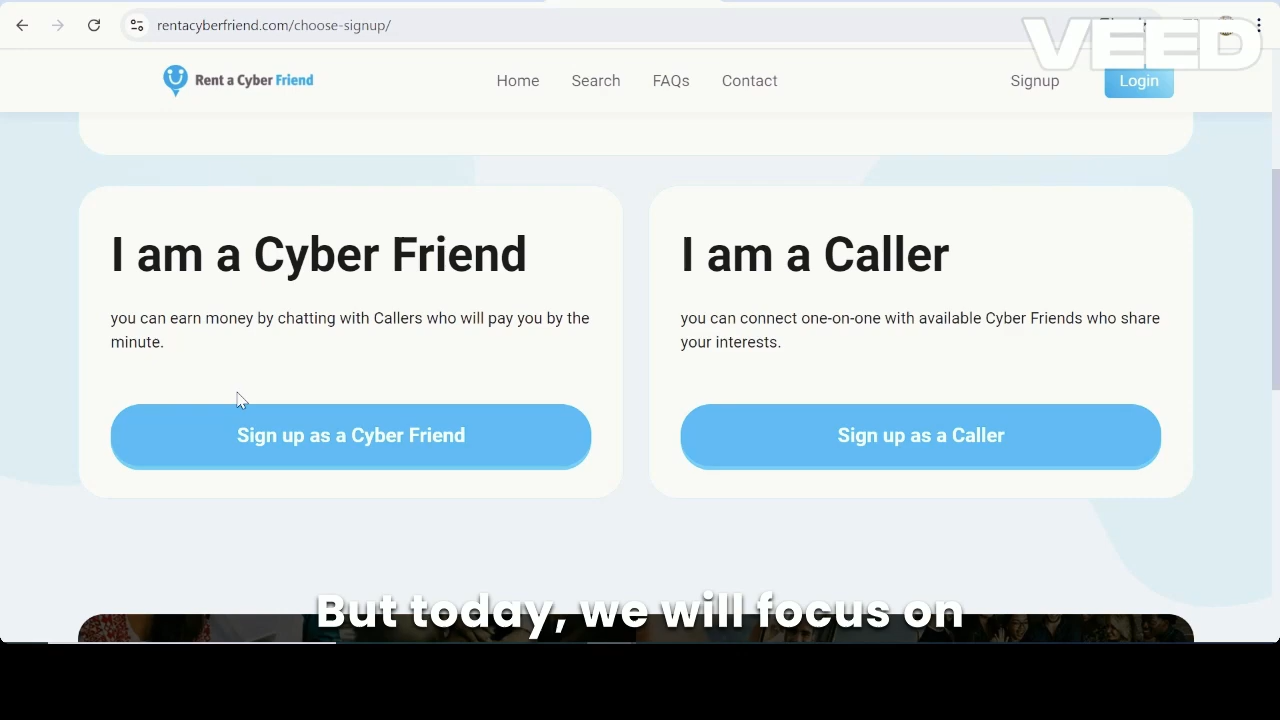 rentacyberfriend.com/choose-signup/
VEED
Rent a Cyber Friend
Home
Search
FAQs
Contact
Signup
Login
I am a Cyber Friend
you can earn money by chatting with Callers who will pay you by the
minute.
Sign up as a Cyber Friend
I am a Caller
you can connect one-on-one with available Cyber Friends who share
your interests.
Sign up as a Caller
But today, we will focus on